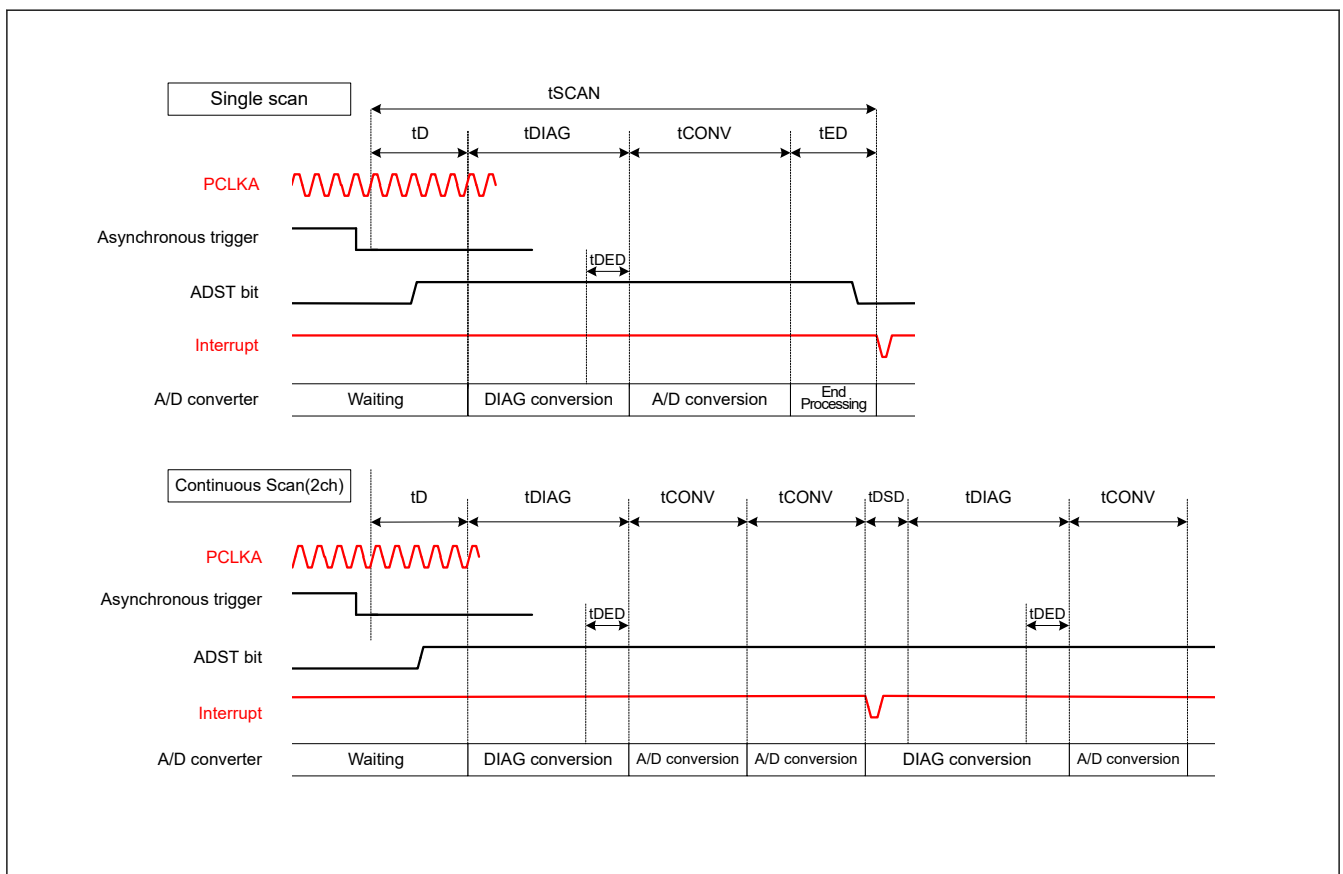 Single scan
tSCAN
tD tDIAG tCONV tED
PCLKA
Asynchronous trigger
tDED
ADST bit
Interrupt
A/D converter Waiting DIAG conversion A/D conversion End Processing
Continuous Scan(2ch)
tD tDIAG tCONV tCONV tDSD tDIAG tCONV
PCLKA
Asynchronous trigger
tDED tDED
ADST bit
Interrupt
A/D converter Waiting DIAG conversion A/D conversion A/D conversion DIAG conversion A/D conversion